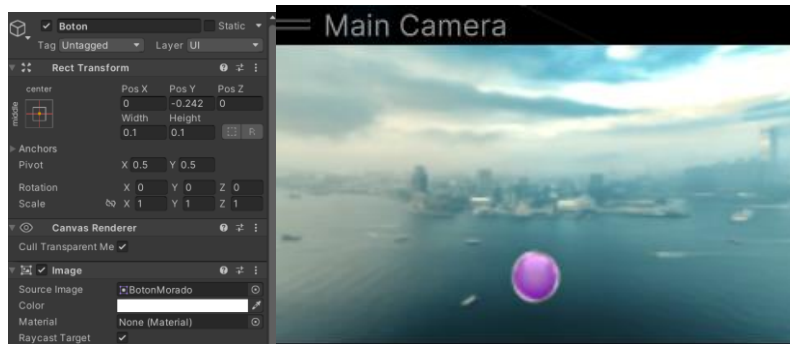 Boton
Static
Tag Untagged Layer UI
Rect Transform
center
middle
Pos X Pos Y Pos Z
0 -0.242 0
Width Height
0.1 0.1
R
Anchors
Pivot X 0.5 Y 0.5
Rotation X 0 Y 0 Z 0
Scale X 1 Y 1 Z 1
Canvas Renderer
Cull Transparent Me
Image
Source Image BotonMorado
Color
Material None (Material)
Raycast Target
Main Camera